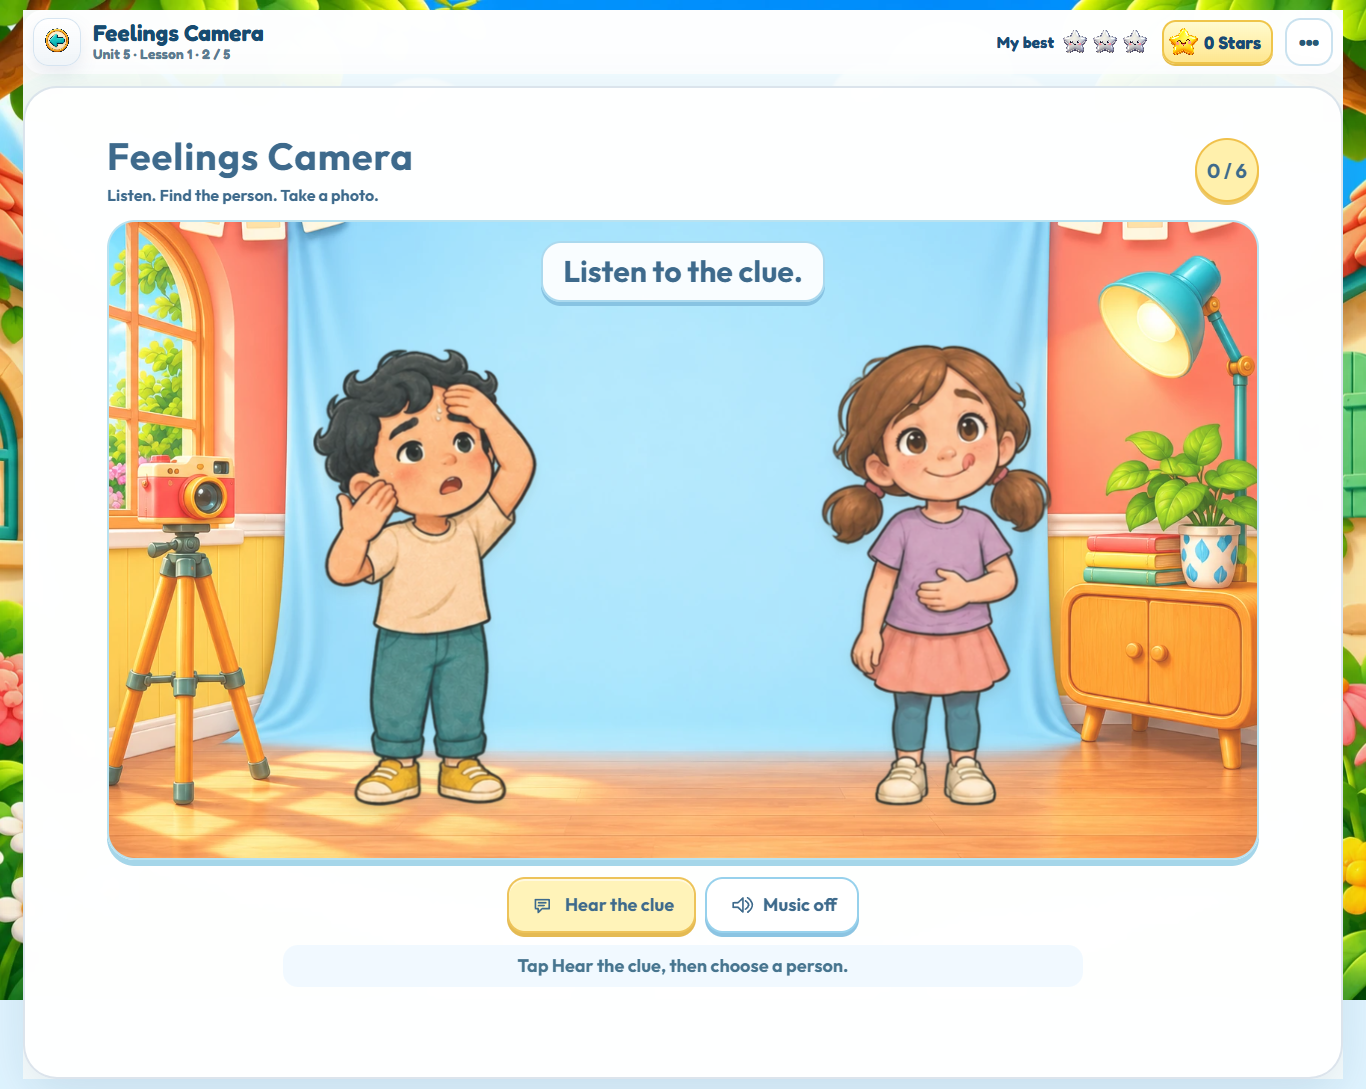 Feelings Camera
Unit 5 · Lesson 1 · 2 / 5
My best
0 Stars
Feelings Camera
Listen. Find the person. Take a photo.
0 / 6
Listen to the clue.
Hear the clue
Music off
Tap Hear the clue, then choose a person.